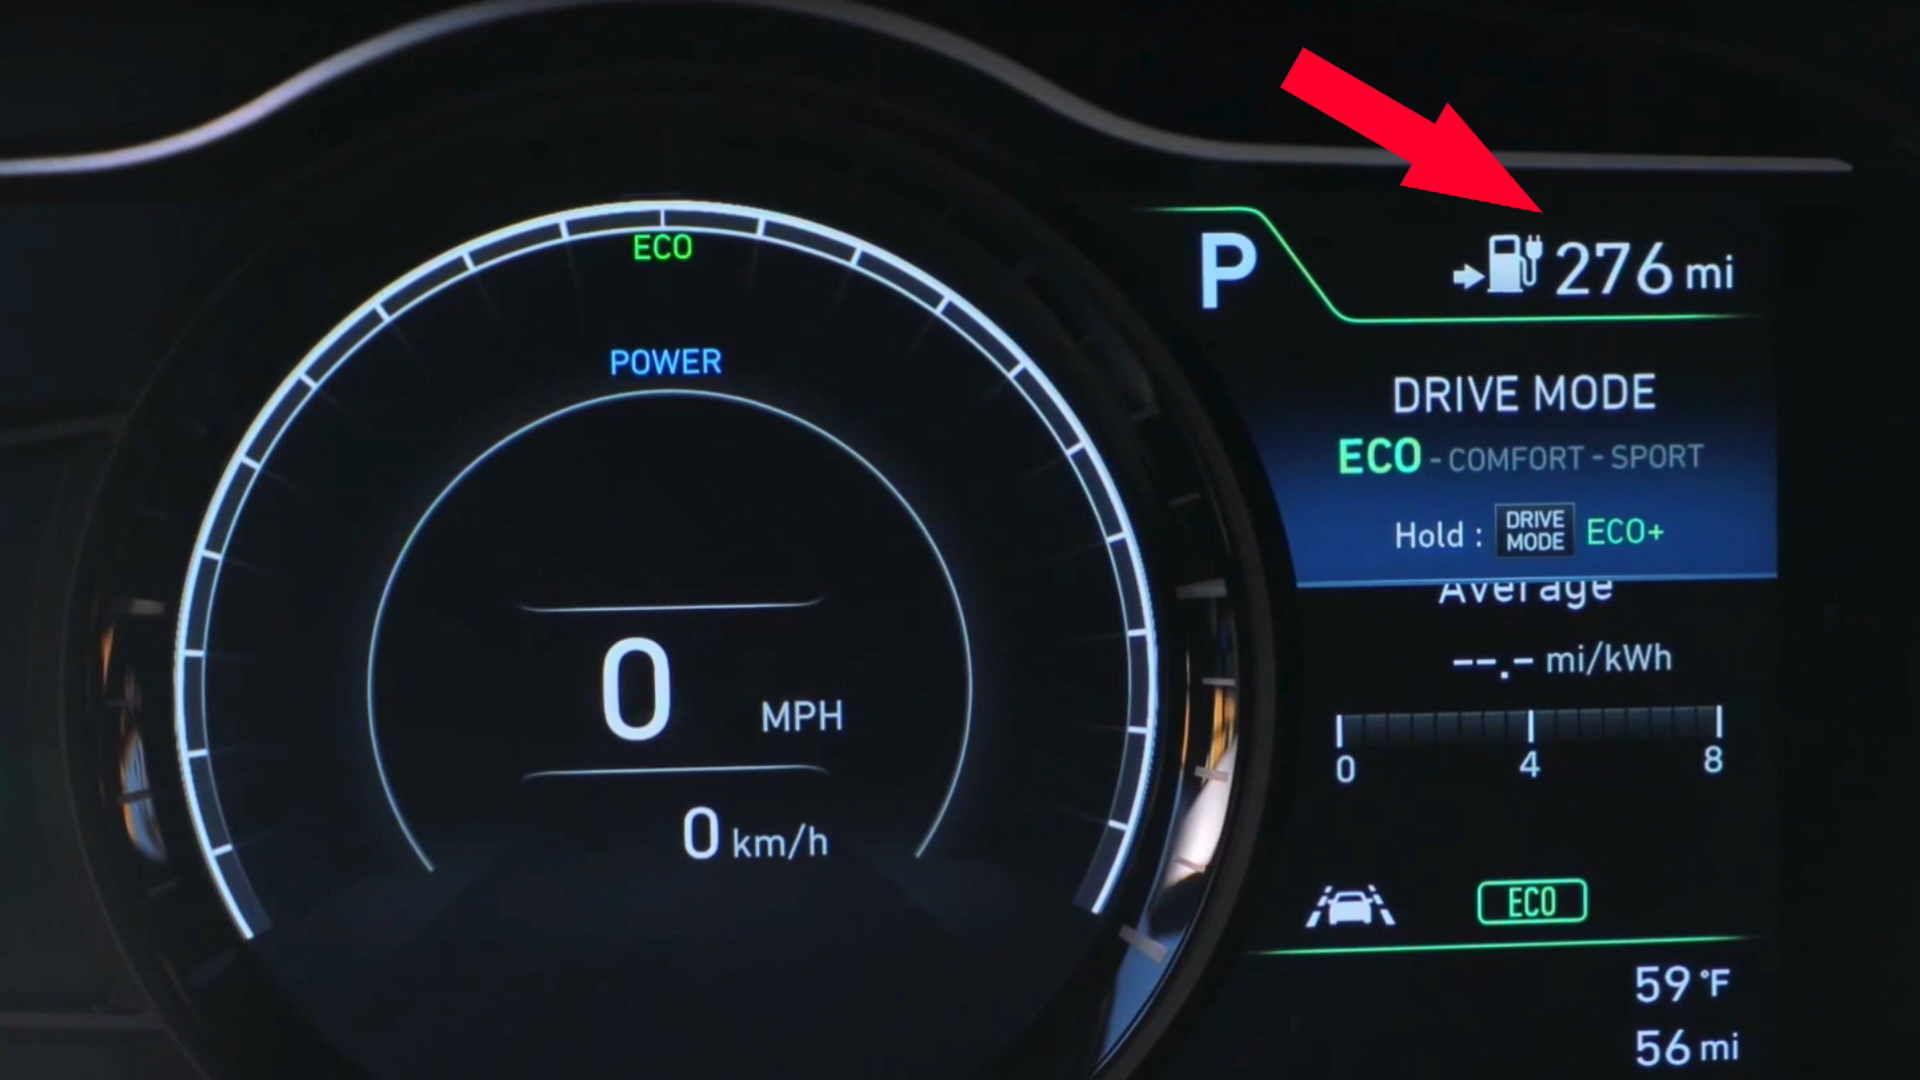 ECO
POWER
0 MPH
0 km/h
P
276 mi
DRIVE MODE
ECO - COMFORT - SPORT
Hold : DRIVE MODE ECO+
Average
--.- mi/kWh
0 4 8
ECO
59 °F
56 mi